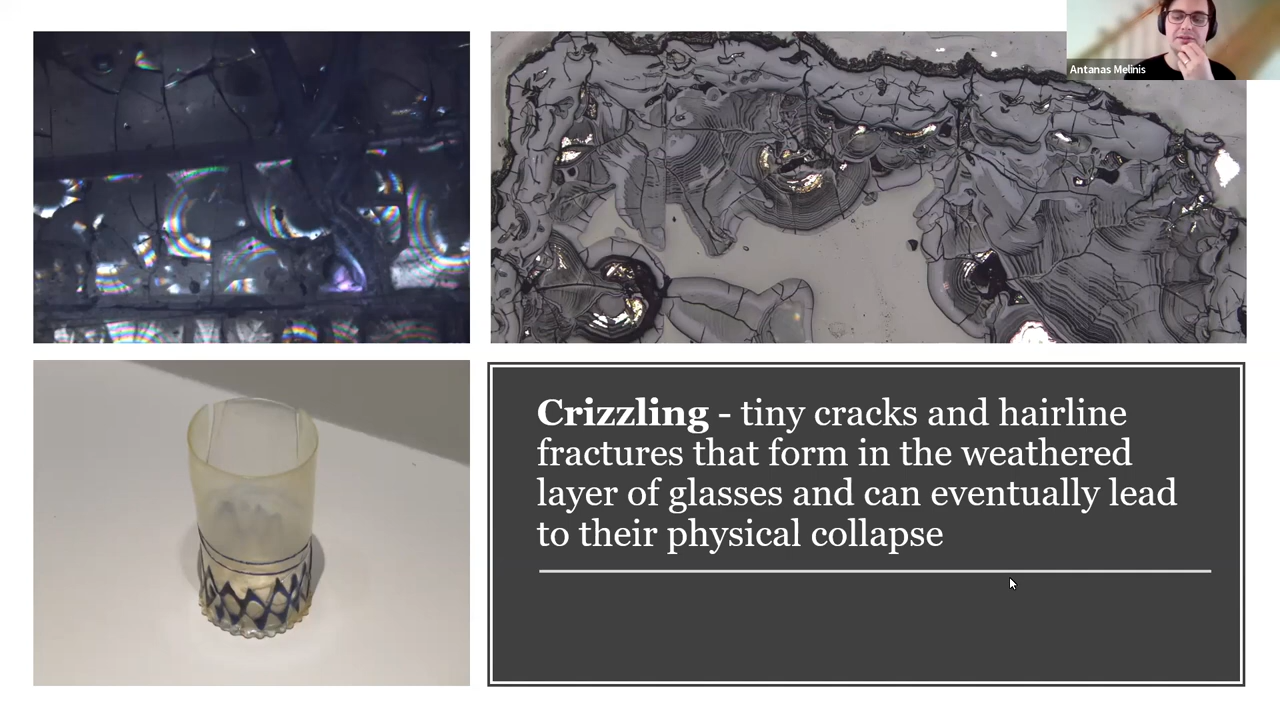 Antanas Melinis
Crizzling - tiny cracks and hairline
fractures that form in the weathered
layer of glasses and can eventually lead
to their physical collapse